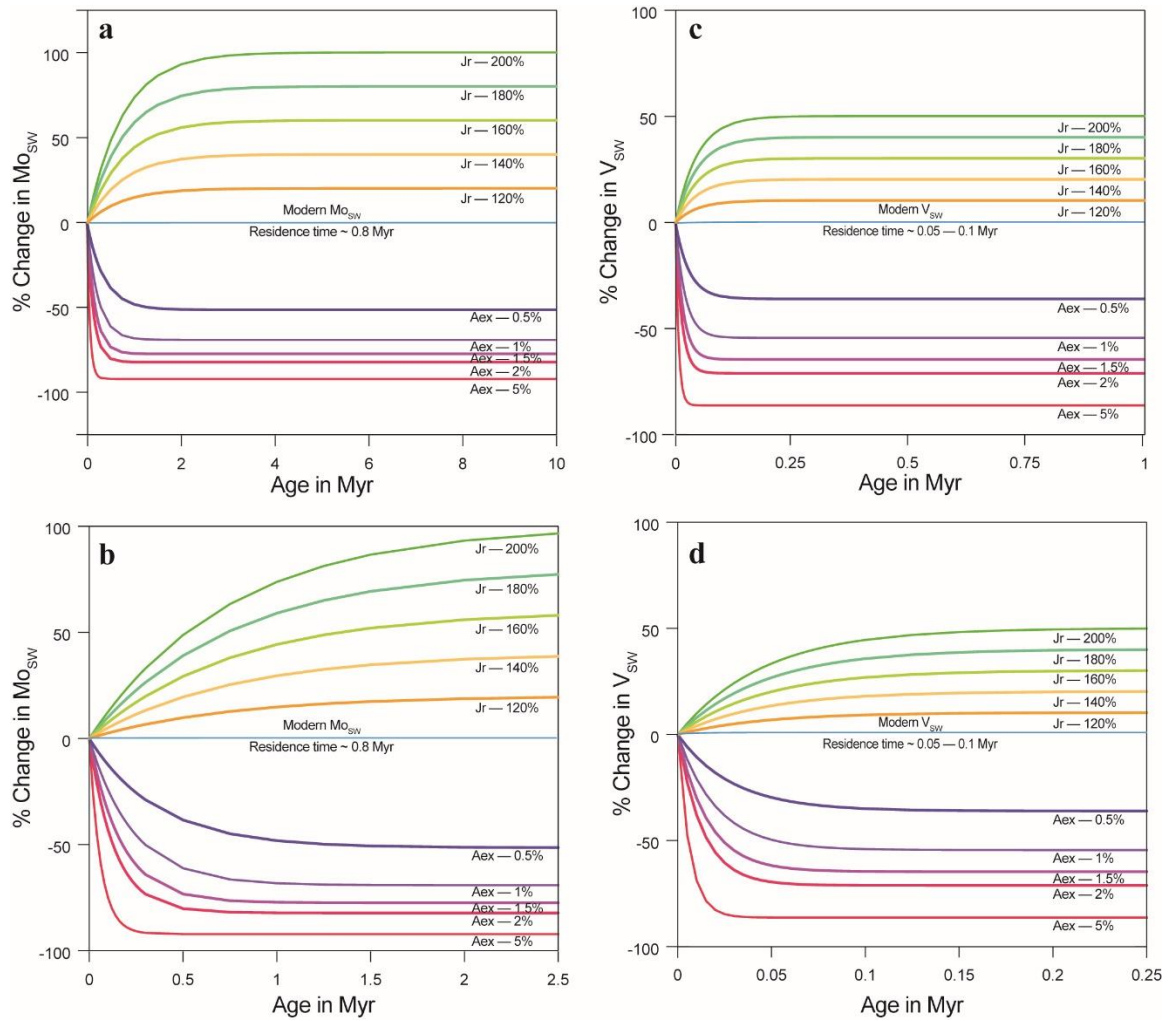 a
% Change in Mo_SW
100
50
0
-50
-100
Jr — 200%
Jr — 180%
Jr — 160%
Jr — 140%
Jr — 120%
Modern Mo_SW
Residence time ~ 0.8 Myr
Aex — 0.5%
Aex — 1%
Aex — 1.5%
Aex — 2%
Aex — 5%
0 2 4 6 8 10
Age in Myr
c
% Change in V_SW
100
50
0
-50
-100
Jr — 200%
Jr — 180%
Jr — 160%
Jr — 140%
Jr — 120%
Modern V_SW
Residence time ~ 0.05 — 0.1 Myr
Aex — 0.5%
Aex — 1%
Aex — 1.5%
Aex — 2%
Aex — 5%
0 0.25 0.5 0.75 1
Age in Myr
b
% Change in Mo_SW
100
50
0
-50
-100
Jr — 200%
Jr — 180%
Jr — 160%
Jr — 140%
Jr — 120%
Modern Mo_SW
Residence time ~ 0.8 Myr
Aex — 0.5%
Aex — 1%
Aex — 1.5%
Aex — 2%
Aex — 5%
0 0.5 1 1.5 2 2.5
Age in Myr
d
% Change in V_SW
100
50
0
-50
-100
Jr — 200%
Jr — 180%
Jr — 160%
Jr — 140%
Jr — 120%
Modern V_SW
Residence time ~ 0.05 — 0.1 Myr
Aex — 0.5%
Aex — 1%
Aex — 1.5%
Aex — 2%
Aex — 5%
0 0.05 0.1 0.15 0.2 0.25
Age in Myr